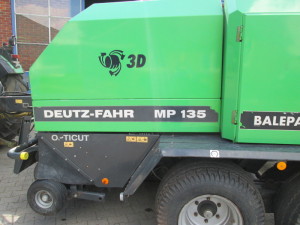 3D
DEUTZ-FAHR MP 135
BALEPA
O TICUT